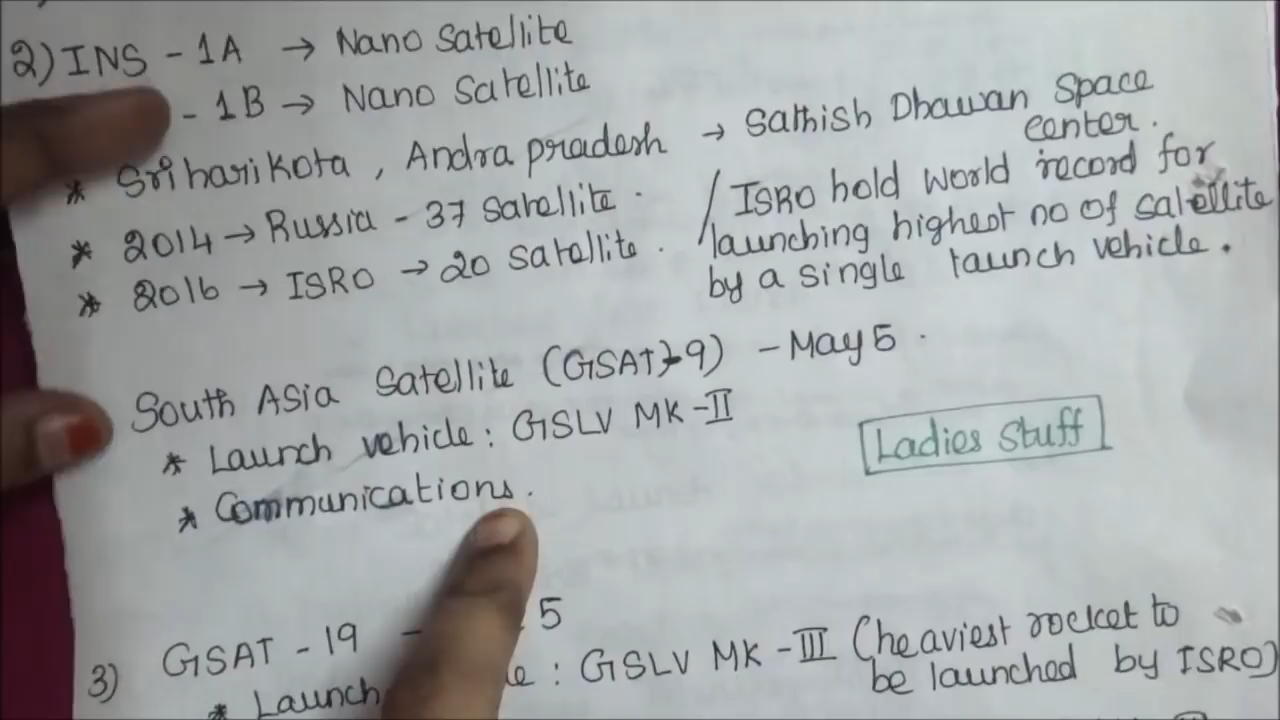 2) INS - 1A → Nano Satellite
- 1B → Nano Satellite
* Sriharikota, Andra pradesh → Sathish Dhawan Space center.
* 2014 → Russia - 37 Satellite.
* 2016 → ISRO → 20 Satellite.
/ ISRO hold World record for
launching highest no of Satellite
by a single launch vehicle.
South Asia Satellite (GSAT-9) - May 5.
* Launch vehicle: GSLV MK-II
* Communications.
Ladies Stuff
3) GSAT - 19 - 5
* Launch e: GSLV MK-III (heaviest rocket to
be launched by ISRO)